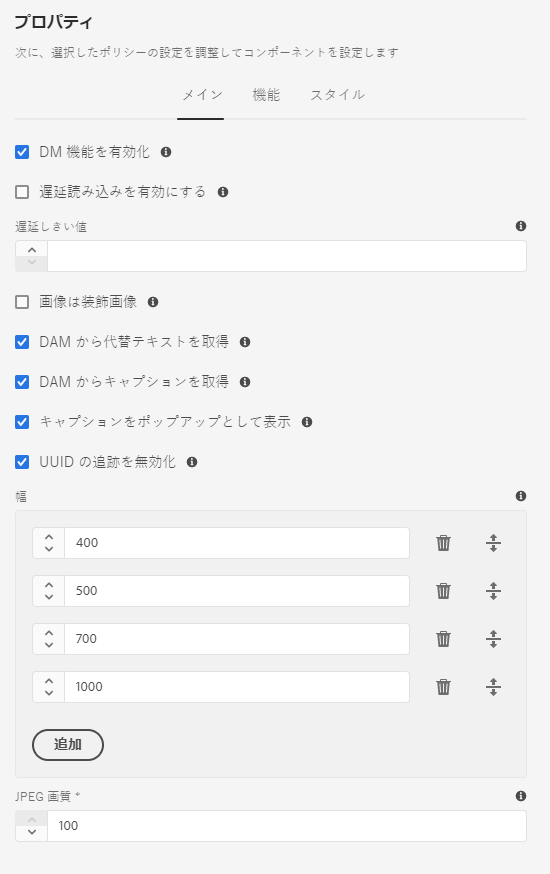 プロパティ
次に、選択したポリシーの設定を調整してコンポーネントを設定します
メイン 機能 スタイル
DM 機能を有効化
遅延読み込みを有効にする
遅延しきい値
画像は装飾画像
DAM から代替テキストを取得
DAM からキャプションを取得
キャプションをポップアップとして表示
UUID の追跡を無効化
幅
400
500
700
1000
追加
JPEG 画質 *
100